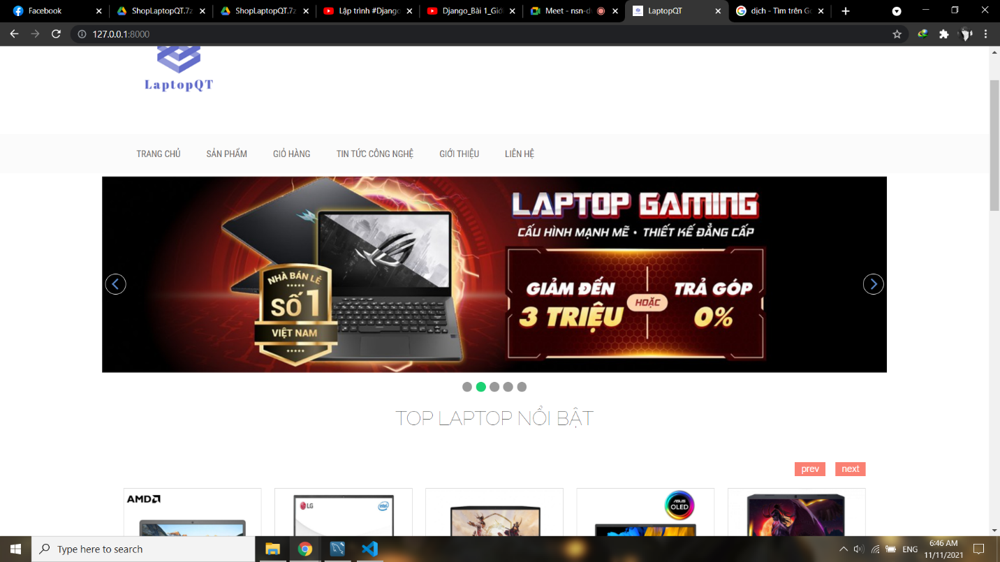 Facebook
ShopLaptopQT.7z
ShopLaptopQT.7z
Lập trình #Django
Django_Bài 1_Giớ
Meet - nsn-d
LaptopQT
dịch - Tìm trên Go
127.0.0.1:8000
LaptopQT
TRANG CHỦ SẢN PHẨM GIỎ HÀNG TIN TỨC CÔNG NGHỆ GIỚI THIỆU LIÊN HỆ
LAPTOP GAMING
CẤU HÌNH MẠNH MẼ • THIẾT KẾ ĐẲNG CẤP
NHÀ BÁN LẺ
SỐ 1
VIỆT NAM
GIẢM ĐẾN
3 TRIỆU
HOẶC
TRẢ GÓP
0%
TOP LAPTOP NỔI BẬT
prev next
AMD
LG
intel
ASUS
OLED
Type here to search
ENG
6:46 AM
11/11/2021